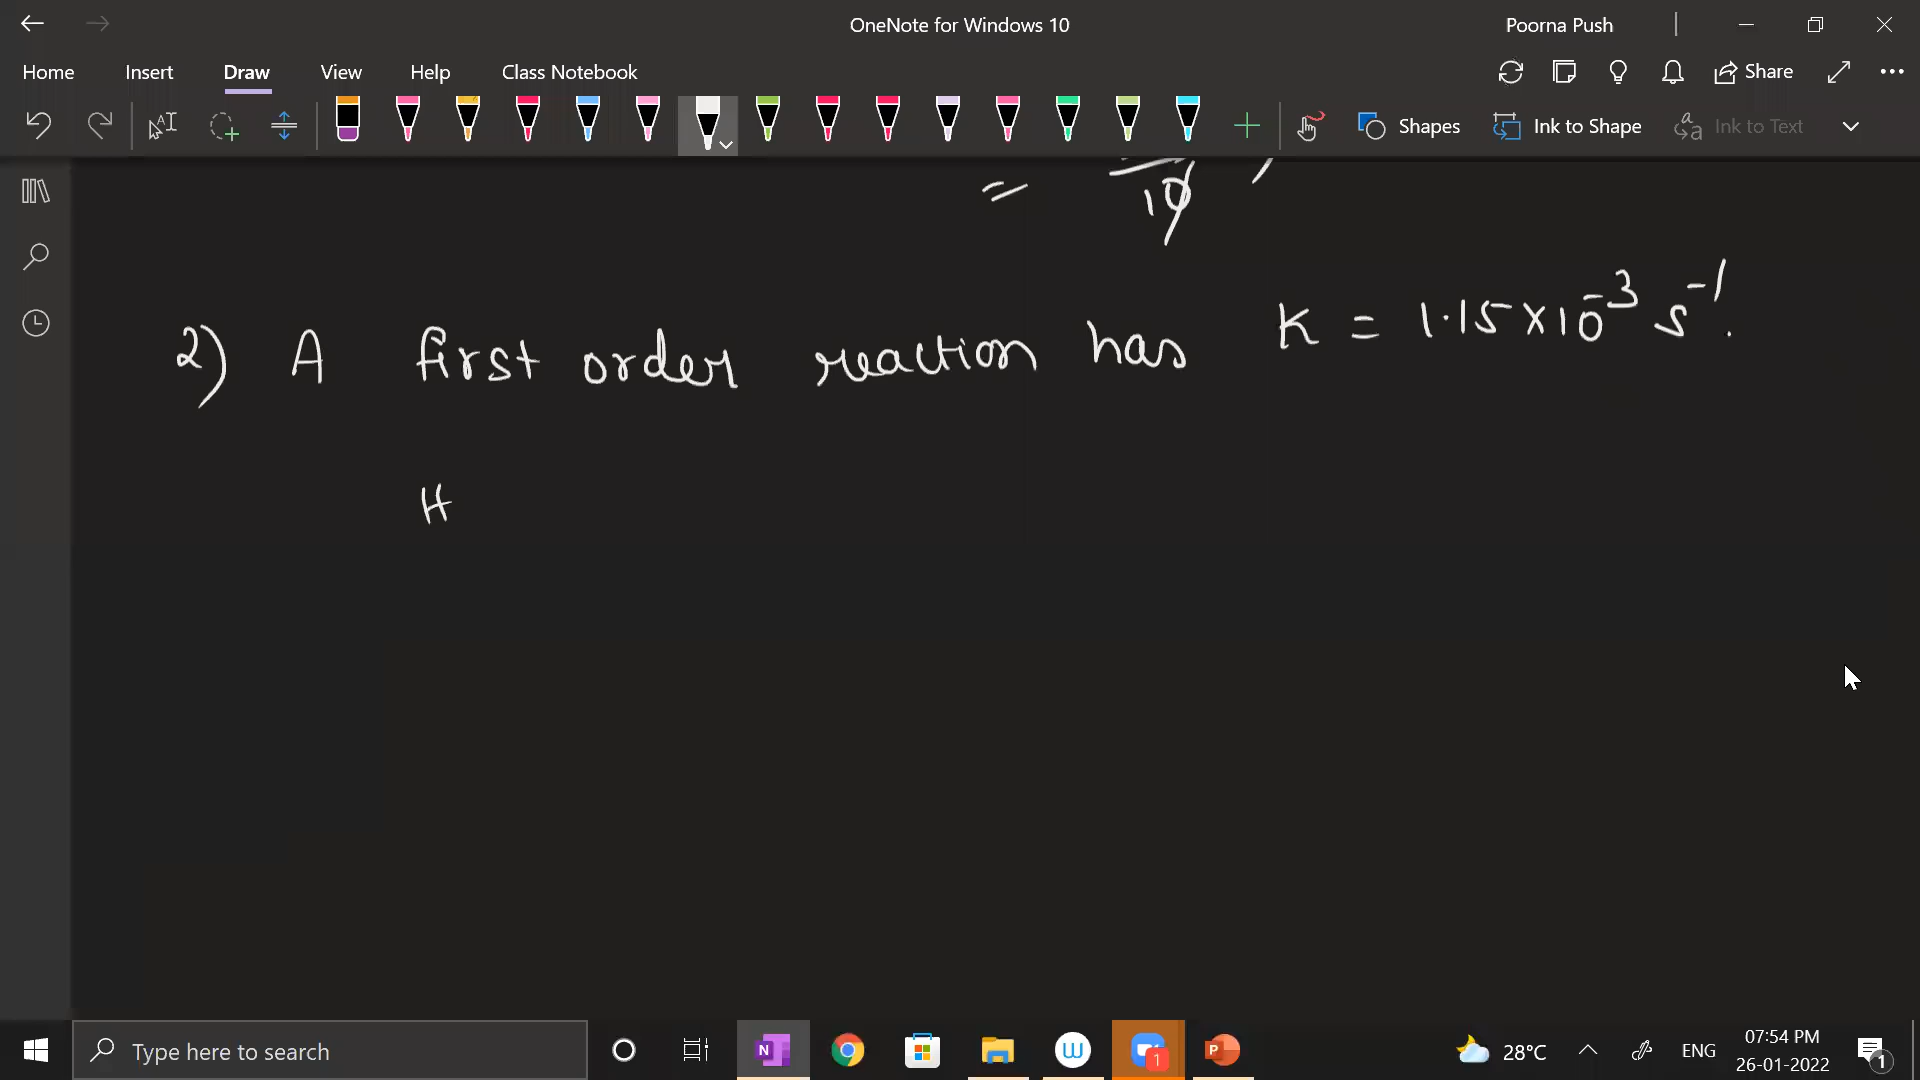 OneNote for Windows 10
Poorna Push
Home Insert Draw View Help Class Notebook
Share
Shapes Ink to Shape Ink to Text
= 10
2) A first order reaction has K = 1.15 × 10⁻³ s⁻¹.
H
Type here to search
28°C ENG 07:54 PM
26-01-2022